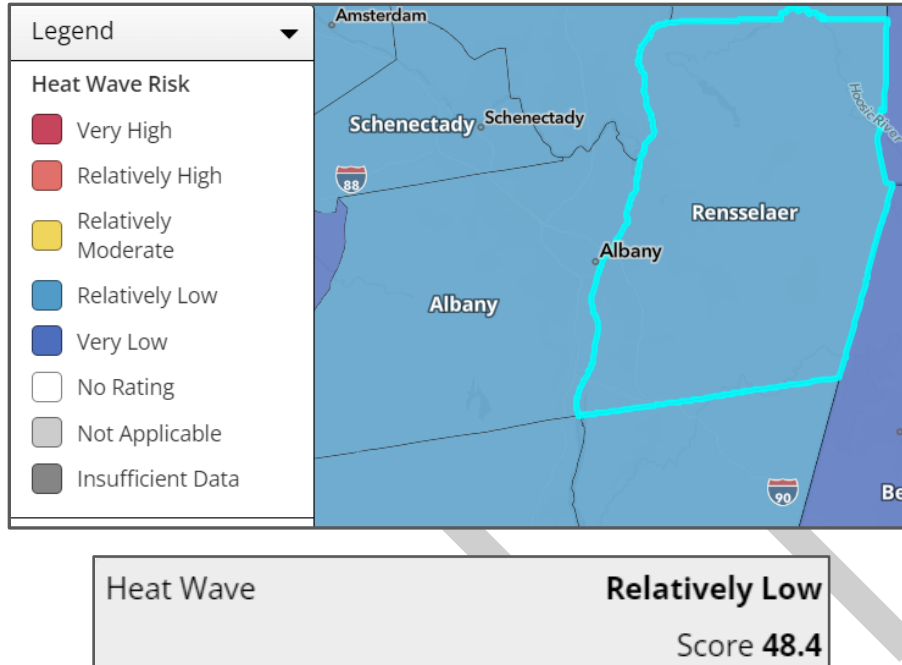 Legend
Heat Wave Risk
Very High
Relatively High
Relatively
Moderate
Relatively Low
Very Low
No Rating
Not Applicable
Insufficient Data
Amsterdam
Schenectady
Schenectady
88
Hoosic River
Rensselaer
Albany
Albany
90
Be
Heat Wave
Relatively Low
Score 48.4